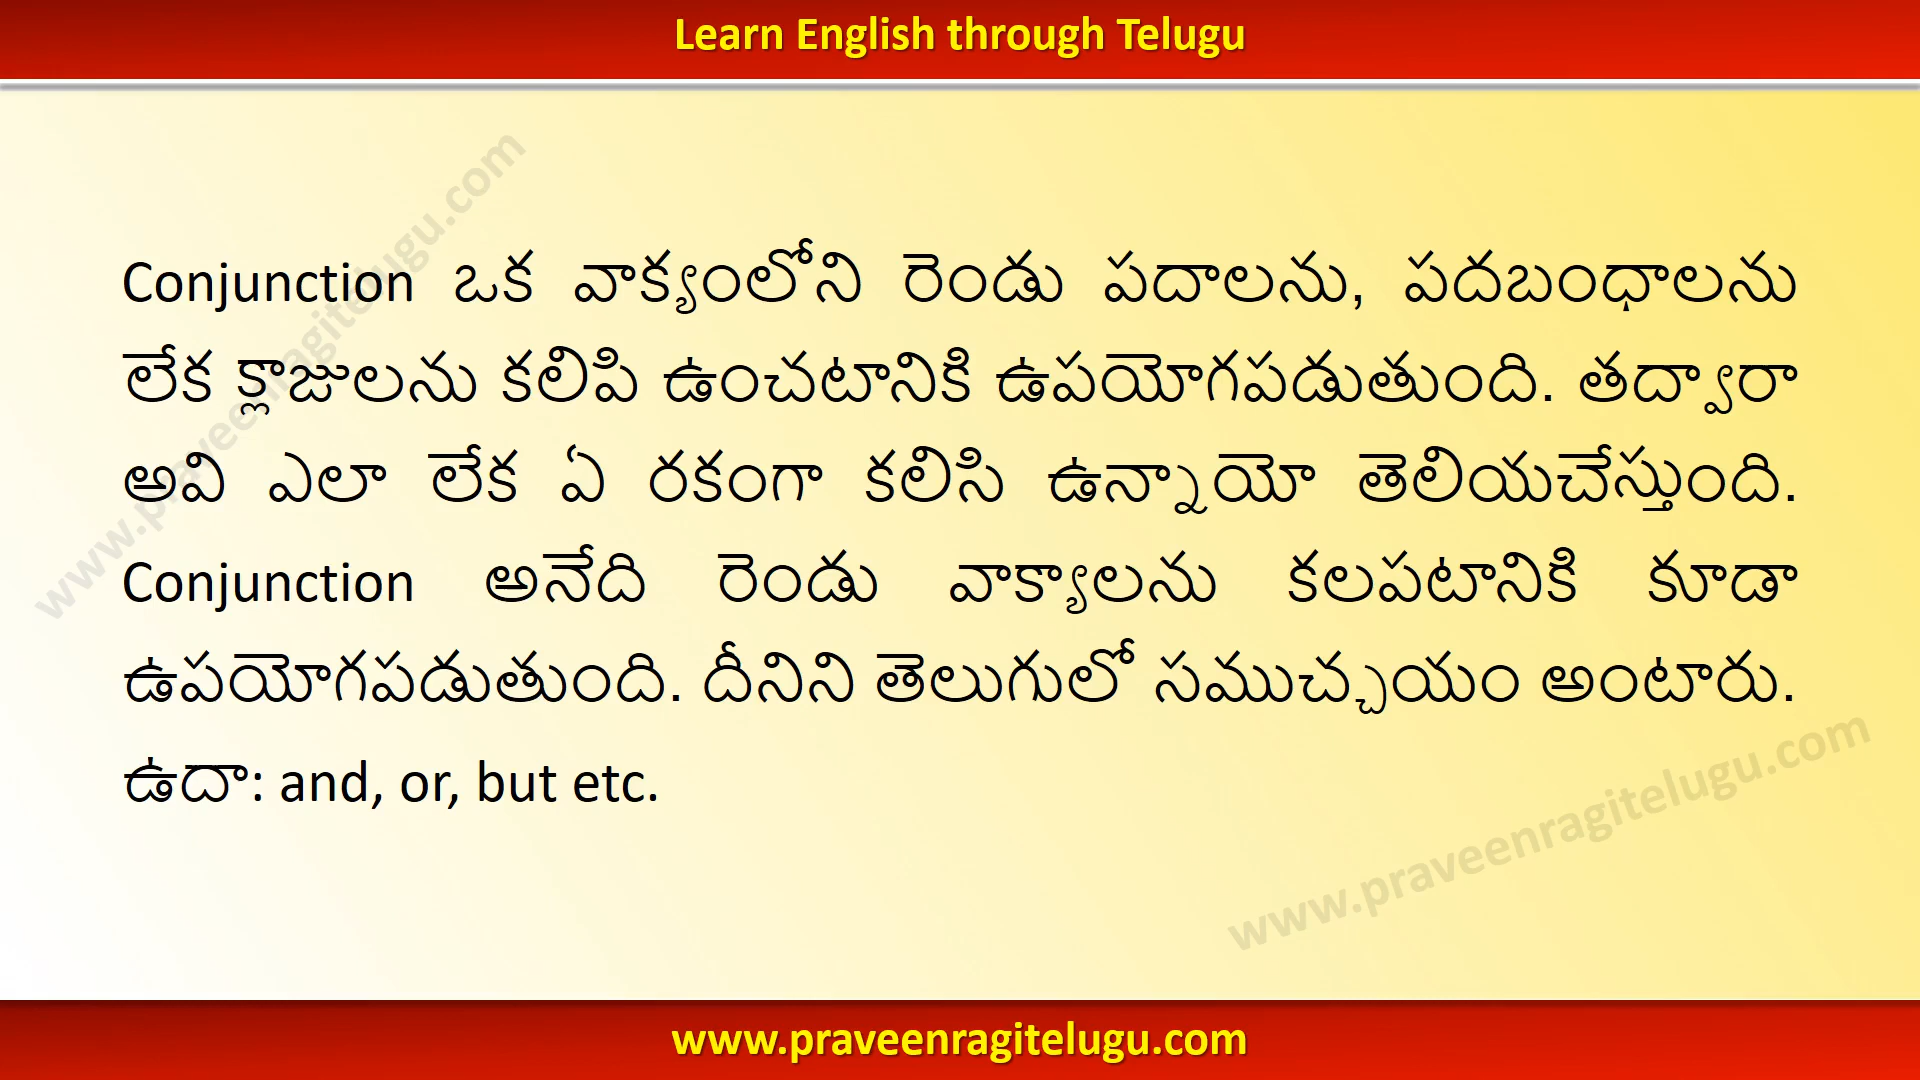 Learn English through Telugu
Conjunction ఒక వాక్యంలోని రెండు పదాలను, పదబంధాలను
లేక క్లాజులను కలిపి ఉంచటానికి ఉపయోగపడుతుంది. తద్వారా
అవి ఎలా లేక ఏ రకంగా కలిసి ఉన్నాయో తెలియచేస్తుంది.
Conjunction అనేది రెండు వాక్యాలను కలపటానికి కూడా
ఉపయోగపడుతుంది. దీనిని తెలుగులో సముచ్చయం అంటారు.
ఉదా: and, or, but etc.
www.praveenragitelugu.com
www.praveenragitelugu.com
www.praveenragitelugu.com